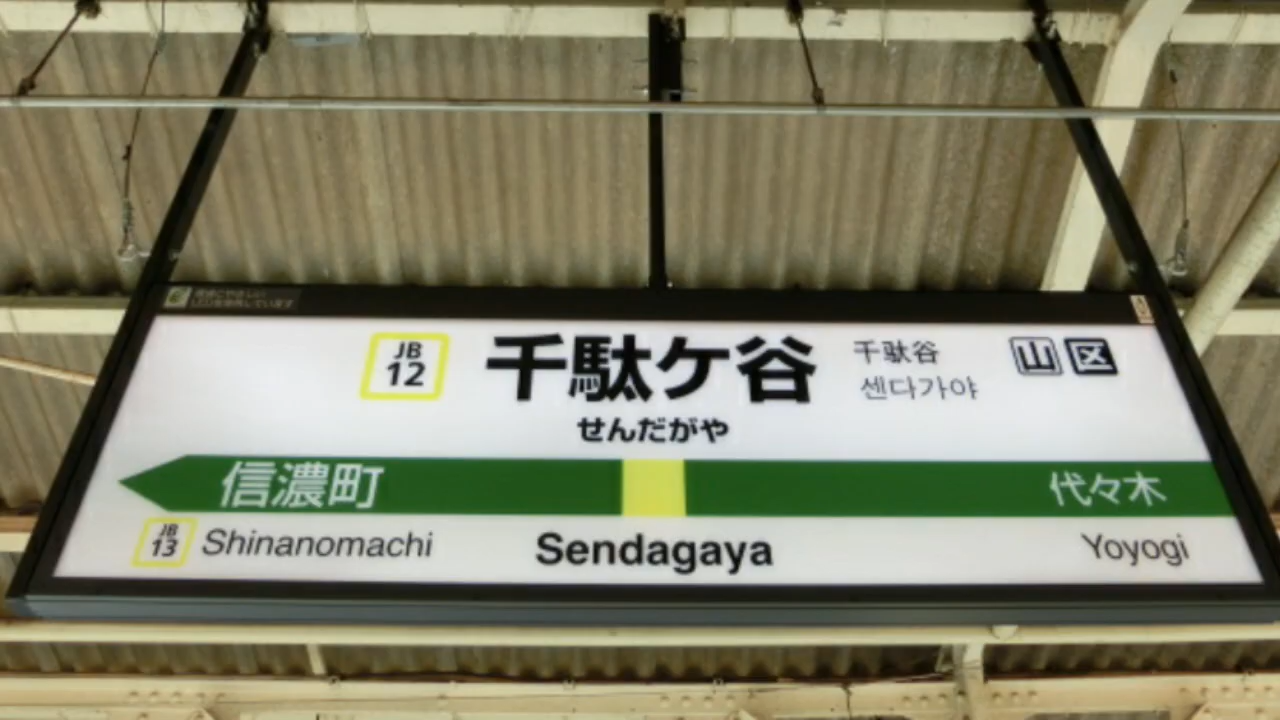 JB
12
千駄ケ谷
千驮谷
센다가야
山 区
せんだがや
信濃町
代々木
JB
13
Shinanomachi
Sendagaya
Yoyogi